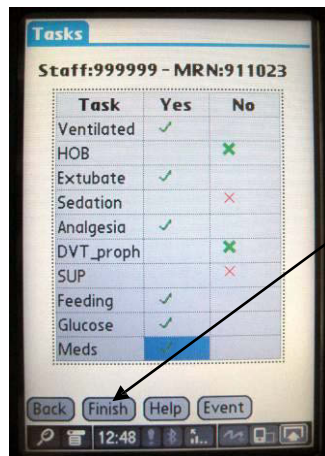 Tasks
Staff:999999 - MRN:911023
Task Yes No
Ventilated ✓
HOB ✖
Extubate ✓
Sedation ×
Analgesia ✓
DVT_proph ✖
SUP ×
Feeding ✓
Glucose ✓
Meds ✓
Back Finish Help Event
12:48